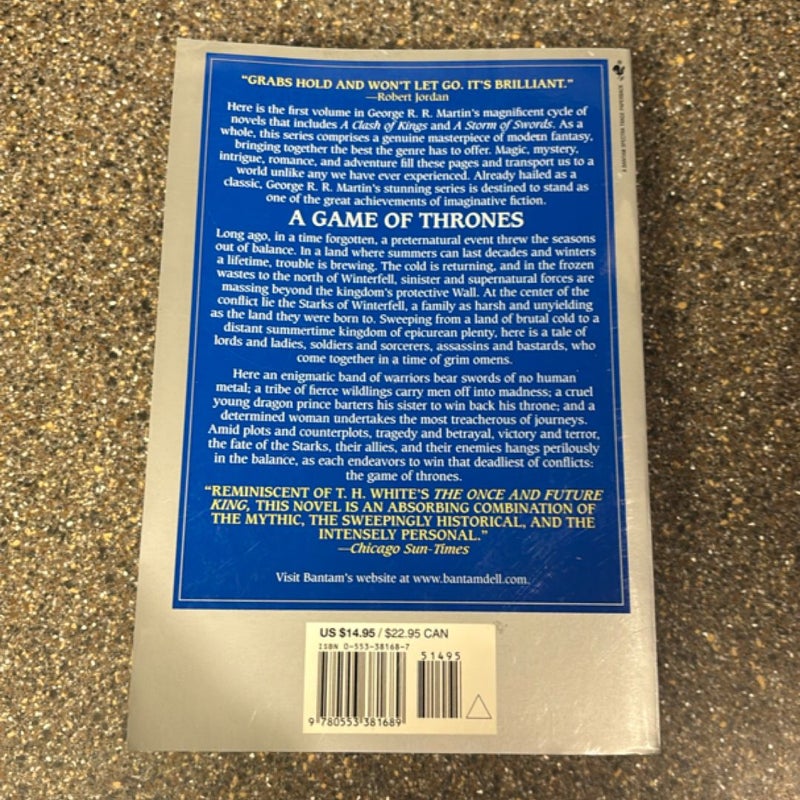 "GRABS HOLD AND WON'T LET GO. IT'S BRILLIANT."
—Robert Jordan
Here is the first volume in George R. R. Martin's magnificent cycle of
novels that includes A Clash of Kings and A Storm of Swords. As a
whole, this series comprises a genuine masterpiece of modern fantasy,
bringing together the best the genre has to offer. Magic, mystery,
intrigue, romance, and adventure fill these pages and transport us to a
world unlike any we have ever experienced. Already hailed as a
classic, George R. R. Martin's stunning series is destined to stand as
one of the great achievements of imaginative fiction.
A GAME OF THRONES
Long ago, in a time forgotten, a preternatural event threw the seasons
out of balance. In a land where summers can last decades and winters
a lifetime, trouble is brewing. The cold is returning, and in the frozen
wastes to the north of Winterfell, sinister and supernatural forces are
massing beyond the kingdom's protective Wall. At the center of the
conflict lie the Starks of Winterfell, a family as harsh and unyielding
as the land they were born to. Sweeping from a land of brutal cold to a
distant summertime kingdom of epicurean plenty, here is a tale of
lords and ladies, soldiers and sorcerers, assassins and bastards, who
come together in a time of grim omens.
Here an enigmatic band of warriors bear swords of no human
metal; a tribe of fierce wildlings carry men off into madness; a cruel
young dragon prince barters his sister to win back his throne; and a
determined woman undertakes the most treacherous of journeys.
Amid plots and counterplots, tragedy and betrayal, victory and terror,
the fate of the Starks, their allies, and their enemies hangs perilously
in the balance, as each endeavors to win that deadliest of conflicts:
the game of thrones.
"REMINISCENT OF T. H. WHITE'S THE ONCE AND FUTURE
KING, THIS NOVEL IS AN ABSORBING COMBINATION OF
THE MYTHIC, THE SWEEPINGLY HISTORICAL, AND THE
INTENSELY PERSONAL."
—Chicago Sun-Times
Visit Bantam's website at www.bantamdell.com.
US $14.95 / $22.95 CAN
ISBN 0-553-38168-7
51495
9 780553 381689
A BANTAM SPECTRA TRADE PAPERBACK